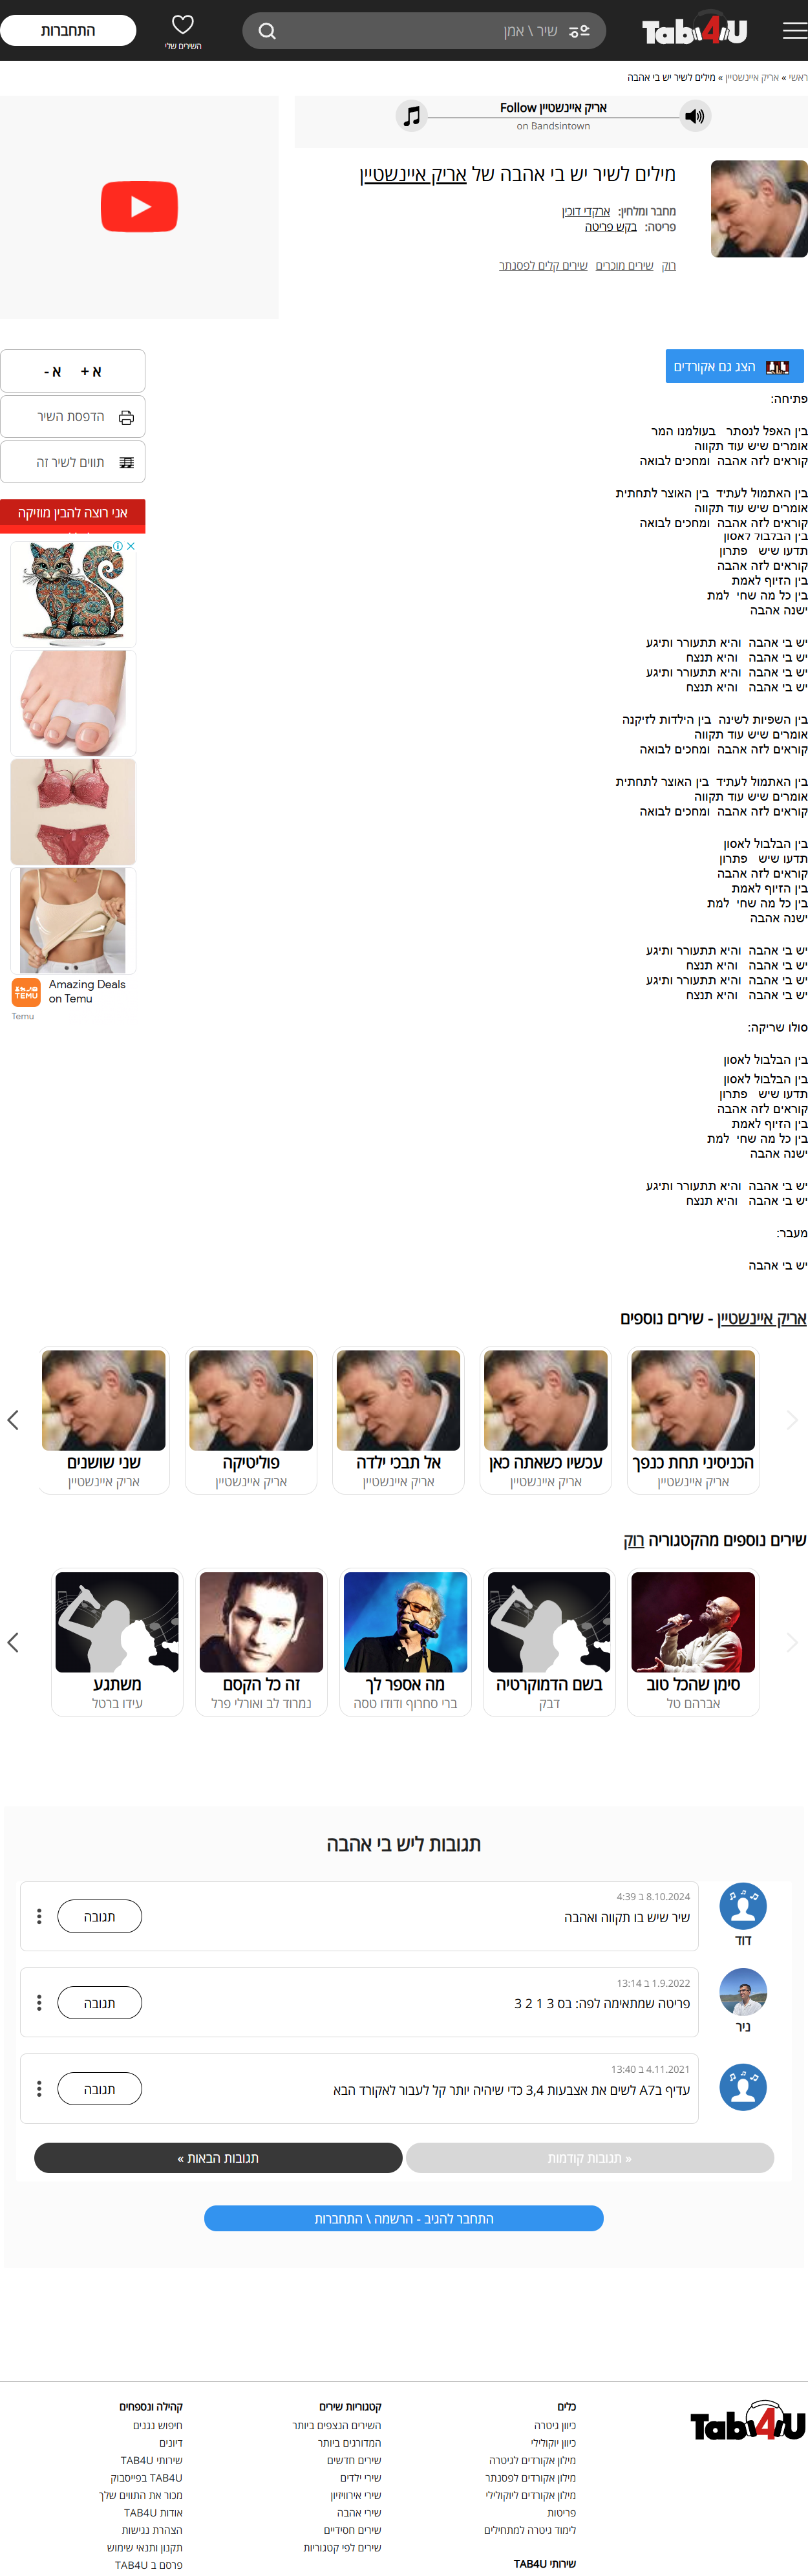 Tab4U
שיר \ אמן
השירים שלי
התחברות
ראשי » אריק איינשטיין » מילים לשיר יש בי אהבה
Follow אריק איינשטיין
on Bandsintown
מילים לשיר יש בי אהבה של אריק איינשטיין
מחבר ומלחין: ארקדי דוכין
פריטה: בקש פריטה
רוק שירים מוכרים שירים קלים לפסנתר
הצג גם אקורדים
א + א -
הדפסת השיר
תווים לשיר זה
אני רוצה להבין מוזיקה
פתיחה:
בין האפל לנסתר בעולמנו המר
אומרים שיש עוד תקווה
קוראים לזה אהבה ומחכים לבואה
בין האתמול לעתיד בין האוצר לתחתית
אומרים שיש עוד תקווה
קוראים לזה אהבה ומחכים לבואה
בין הבלבול לאסון
תדעו שיש פתרון
קוראים לזה אהבה
בין הזיוף לאמת
בין כל מה שחי למת
ישנה אהבה
יש בי אהבה והיא תתעורר ותיגע
יש בי אהבה והיא תנצח
יש בי אהבה והיא תתעורר ותיגע
יש בי אהבה והיא תנצח
בין השפיות לשינה בין הילדות לזיקנה
אומרים שיש עוד תקווה
קוראים לזה אהבה ומחכים לבואה
בין האתמול לעתיד בין האוצר לתחתית
אומרים שיש עוד תקווה
קוראים לזה אהבה ומחכים לבואה
בין הבלבול לאסון
תדעו שיש פתרון
קוראים לזה אהבה
בין הזיוף לאמת
בין כל מה שחי למת
ישנה אהבה
יש בי אהבה והיא תתעורר ותיגע
יש בי אהבה והיא תנצח
יש בי אהבה והיא תתעורר ותיגע
יש בי אהבה והיא תנצח
סולו שריקה:
בין הבלבול לאסון
בין הבלבול לאסון
תדעו שיש פתרון
קוראים לזה אהבה
בין הזיוף לאמת
בין כל מה שחי למת
ישנה אהבה
יש בי אהבה והיא תתעורר ותיגע
יש בי אהבה והיא תנצח
מעבר:
יש בי אהבה
Amazing Deals
on Temu
TEMU
Temu
אריק איינשטיין - שירים נוספים
הכניסיני תחת כנפך
אריק איינשטיין
עכשיו כשאתה כאן
אריק איינשטיין
אל תבכי ילדה
אריק איינשטיין
פוליטיקה
אריק איינשטיין
שני שושנים
אריק איינשטיין
שירים נוספים מהקטגוריה רוק
סימן שהכל טוב
אברהם טל
בשם הדמוקרטיה
דבק
מה אספר לך
ברי סחרוף ודודו טסה
זה כל הקסם
נמרוד לב ואורלי פרל
משתגע
עידו ברטל
תגובות ליש בי אהבה
8.10.2024 ב 4:39
שיר שיש בו תקווה ואהבה
תגובה
דוד
1.9.2022 ב 13:14
פריטה שמתאימה לפה: בס 3 1 2 3
תגובה
ניר
4.11.2021 ב 13:40
עדיף בA7 לשים את אצבעות 3,4 כדי שיהיה יותר קל לעבור לאקורד הבא
תגובה
« תגובות קודמות
תגובות הבאות »
התחבר להגיב - הרשמה \ התחברות
Tab4U
כלים
כיוון גיטרה
כיוון יוקולילי
מילון אקורדים לגיטרה
מילון אקורדים לפסנתר
מילון אקורדים ליוקולילי
פריטות
לימוד גיטרה למתחילים
שירותי TAB4U
קטגוריות שירים
השירים הנצפים ביותר
המדורגים ביותר
שירים חדשים
שירי ילדים
שירי אירוויזיון
שירי אהבה
שירים חסידיים
שירים לפי קטגוריות
קהילה ונספחים
חיפוש נגנים
דיונים
שירותי TAB4U
TAB4U בפייסבוק
מכור את התווים שלך
אודות TAB4U
הצהרת נגישות
תקנון ותנאי שימוש
פרסם ב TAB4U